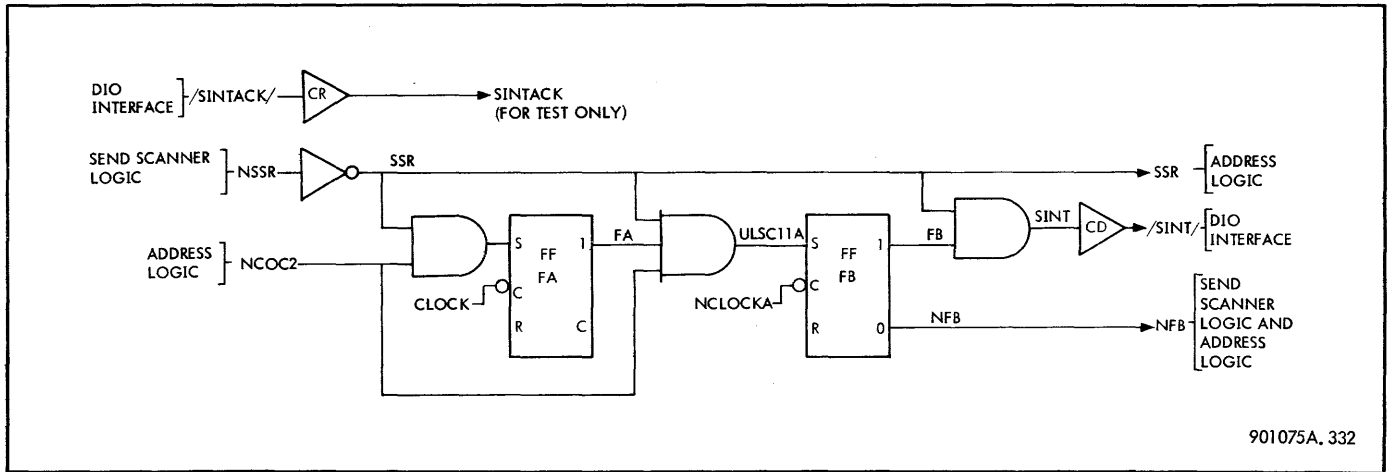 DIO
INTERFACE
/SINTACK/
CR
SINTACK
(FOR TEST ONLY)
SEND SCANNER
LOGIC
NSSR
SSR
SSR
ADDRESS
LOGIC
ADDRESS
LOGIC
NCOC2
S
FF
FA
1
C
R
C
CLOCK
FA
ULSC11A
S
FF
FB
1
C
R
0
NCLOCKA
FB
SINT
CD
/SINT/
DIO
INTERFACE
NFB
NFB
SEND
SCANNER
LOGIC AND
ADDRESS
LOGIC
901075A. 332